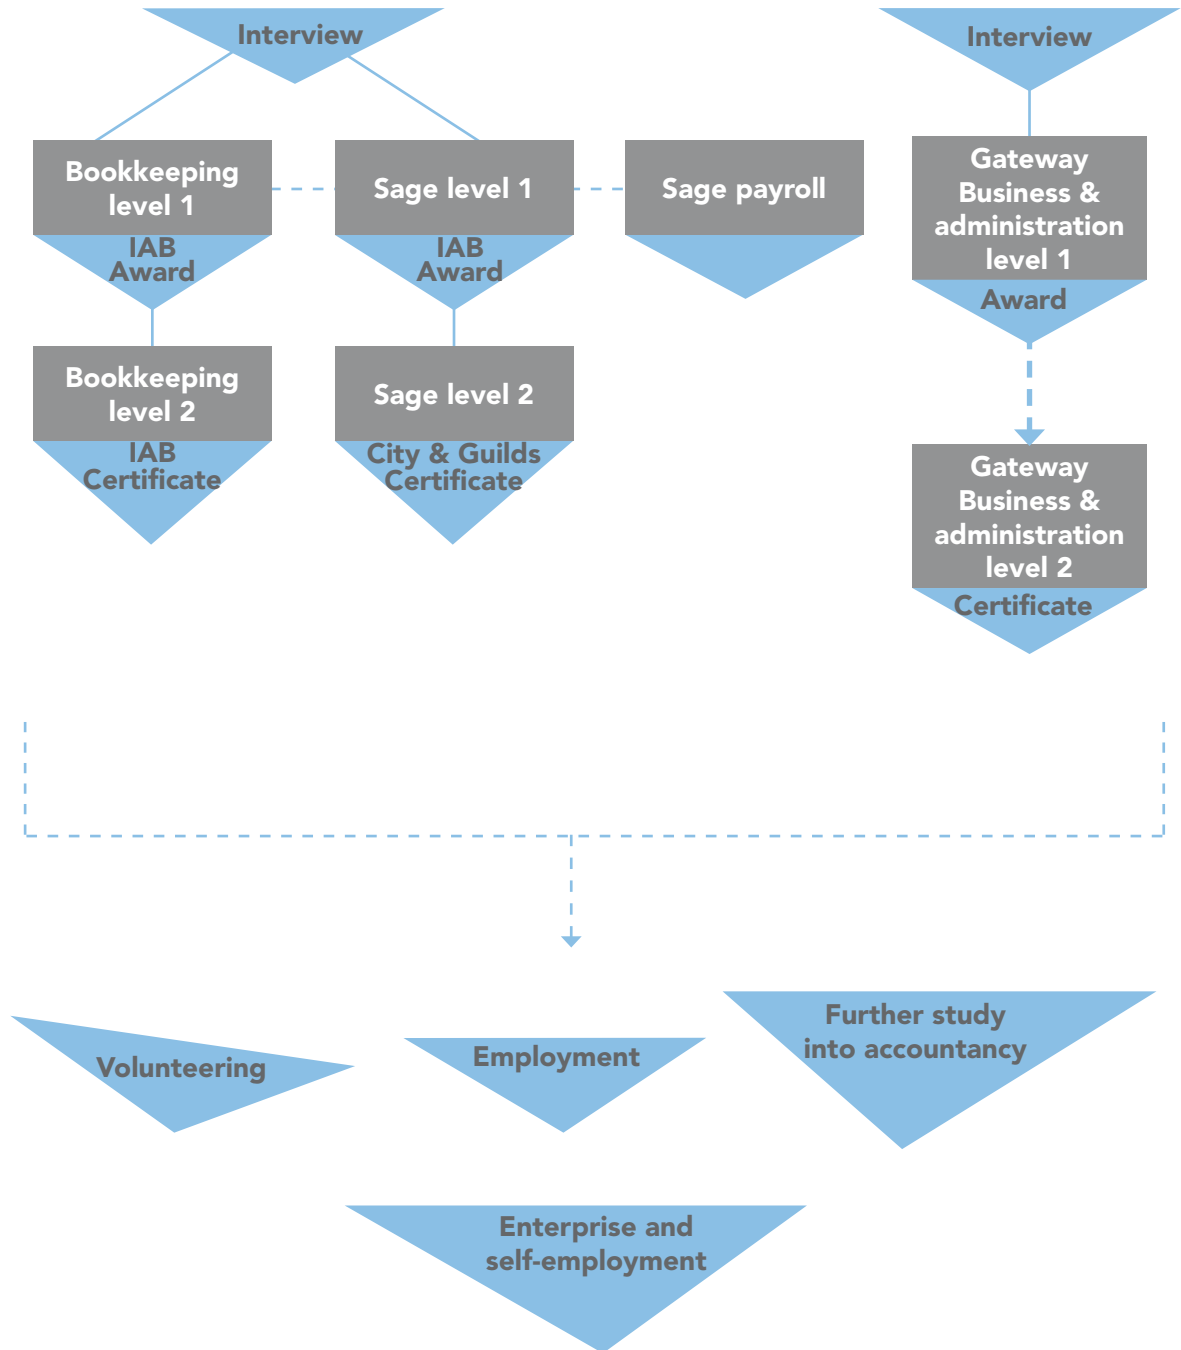 Interview
Interview
Bookkeeping
level 1
Sage level 1
Sage payroll
Gateway
Business &
administration
level 1
IAB
Award
IAB
Award
Award
Bookkeeping
level 2
Sage level 2
IAB
Certificate
City & Guilds
Certificate
Gateway
Business &
administration
level 2
Certificate
Volunteering
Employment
Further study
into accountancy
Enterprise and
self-employment